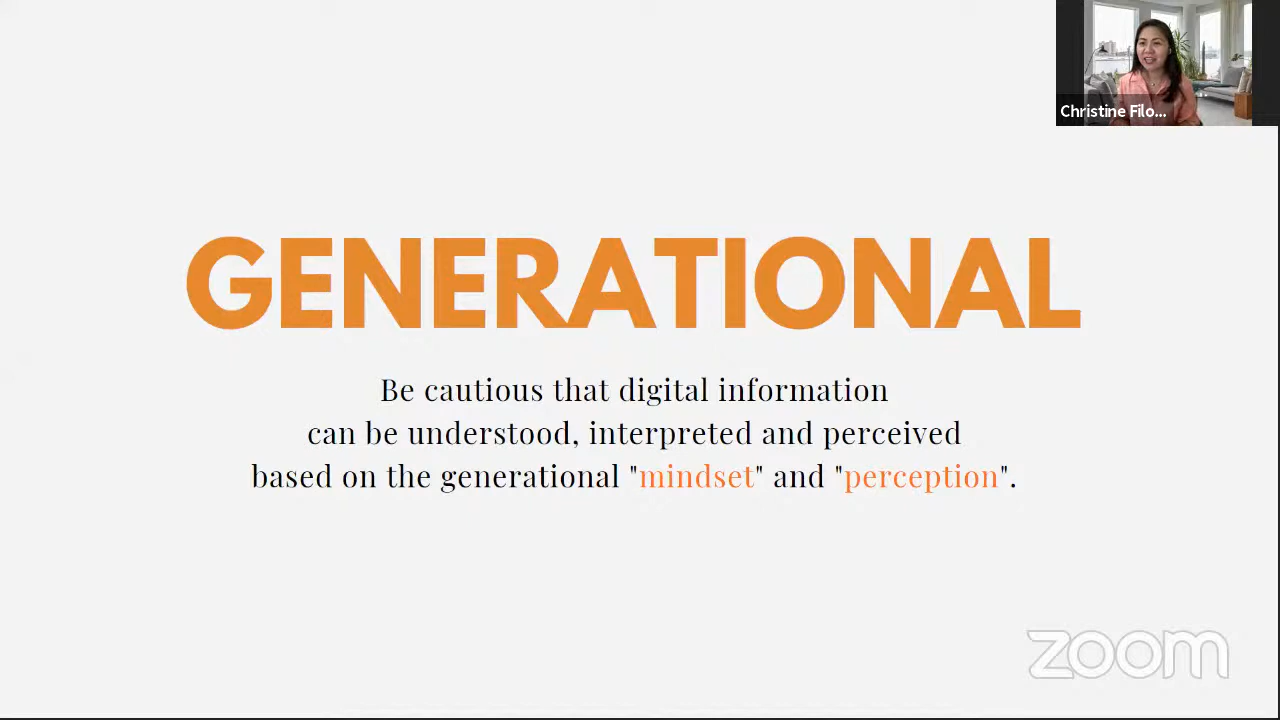 Christine Filo...
GENERATIONAL
Be cautious that digital information
can be understood, interpreted and perceived
based on the generational "mindset" and "perception".
zoom